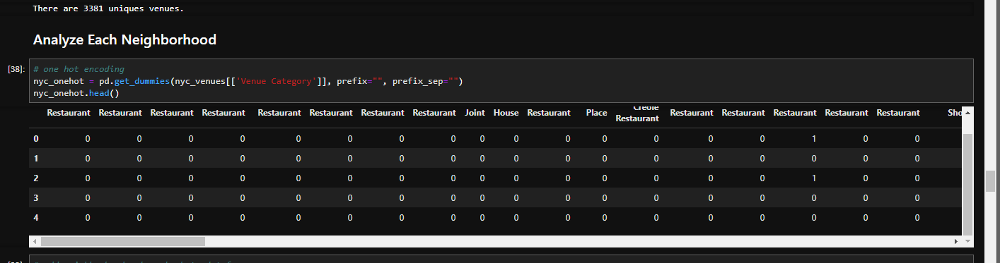 There are 3381 uniques venues.
Analyze Each Neighborhood
[38]:
# one hot encoding
nyc_onehot = pd.get_dummies(nyc_venues[['Venue Category']], prefix="", prefix_sep="")
nyc_onehot.head()
Creole
Restaurant Restaurant Restaurant Restaurant Restaurant Restaurant Restaurant Restaurant Joint House Restaurant Place Restaurant Restaurant Restaurant Restaurant Restaurant Restaurant Sho
0 0 0 0 0 0 0 0 0 0 0 0 0 0 0 0 1 0 0
1 0 0 0 0 0 0 0 0 0 0 0 0 0 0 0 0 0 0
2 0 0 0 0 0 0 0 0 0 0 0 0 0 0 0 1 0 0
3 0 0 0 0 0 0 0 0 0 0 0 0 0 0 0 0 0 0
4 0 0 0 0 0 0 0 0 0 0 0 0 0 0 0 0 0 0